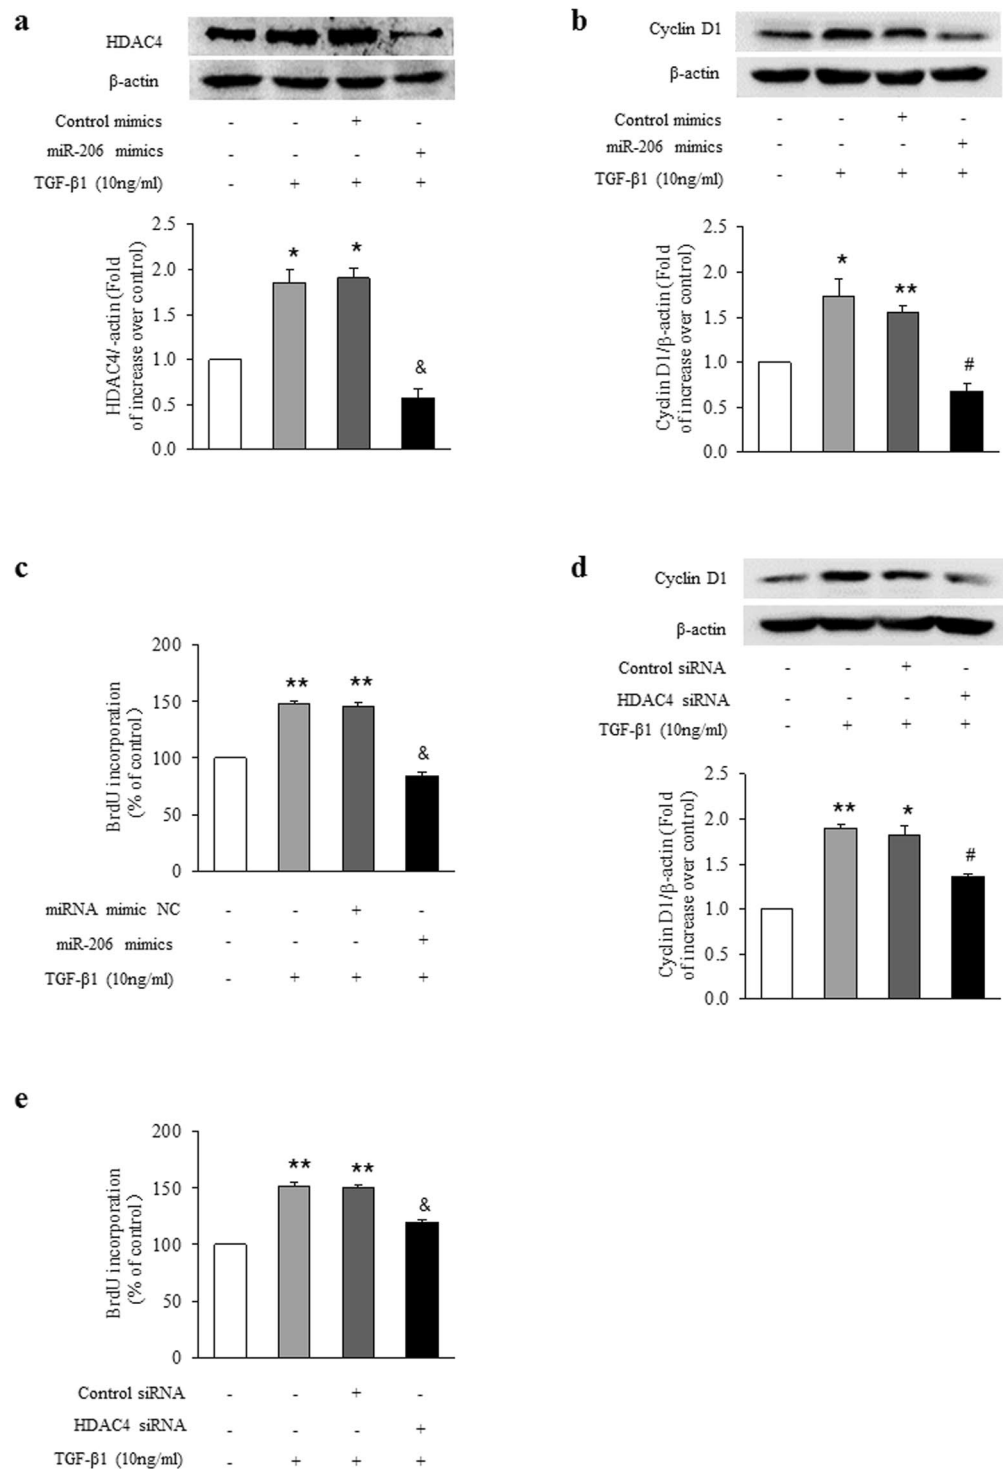 a
HDAC4
β-actin
Control mimics - - + -
miR-206 mimics - - - +
TGF-β1 (10ng/ml) - + + +
HDAC4/-actin (Fold
of increase over control)
2.5
2.0
1.5
1.0
0.5
0.0
* * &
b
Cyclin D1
β-actin
Control mimics - - + -
miR-206 mimics - - - +
TGF-β1 (10ng/ml) - + + +
Cyclin D1/β-actin (Fold
of increase over control)
2.5
2.0
1.5
1.0
0.5
0.0
* ** #
c
BrdU incorporation
(% of control)
200
150
100
50
0
** ** &
miRNA mimic NC - - + -
miR-206 mimics - - - +
TGF-β1 (10ng/ml) - + + +
d
Cyclin D1
β-actin
Control siRNA - - + -
HDAC4 siRNA - - - +
TGF-β1 (10ng/ml) - + + +
Cyclin D1/β-actin (Fold
of increase over control)
2.5
2.0
1.5
1.0
0.5
0.0
** * #
e
BrdU incorporation
(% of control)
200
150
100
50
0
** ** &
Control siRNA - - + -
HDAC4 siRNA - - - +
TGF-β1 (10ng/ml) - + + +